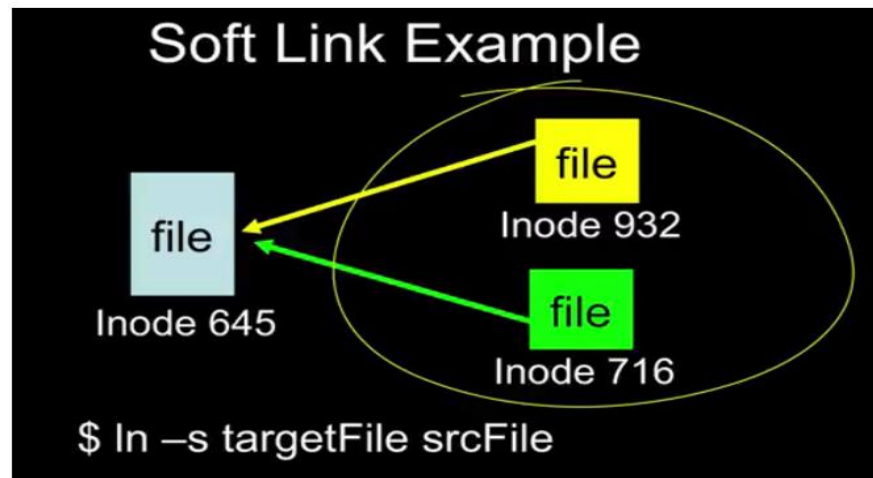 Soft Link Example
file
Inode 645
file
Inode 932
file
Inode 716
$ ln –s targetFile srcFile